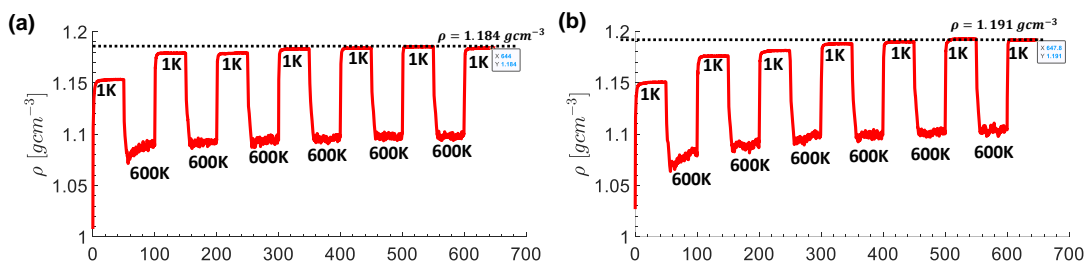 (a)
ρ = 1.184 gcm⁻³
X 644
Y 1.184
1K 1K 1K 1K 1K 1K 1K
600K 600K 600K 600K 600K 600K
ρ [gcm⁻³]
1.2
1.15
1.1
1.05
1
0 100 200 300 400 500 600 700
(b)
ρ = 1.191 gcm⁻³
X 647.8
Y 1.191
1K 1K 1K 1K 1K 1K 1K
600K 600K 600K 600K 600K 600K
ρ [gcm⁻³]
1.2
1.15
1.1
1.05
1
0 100 200 300 400 500 600 700